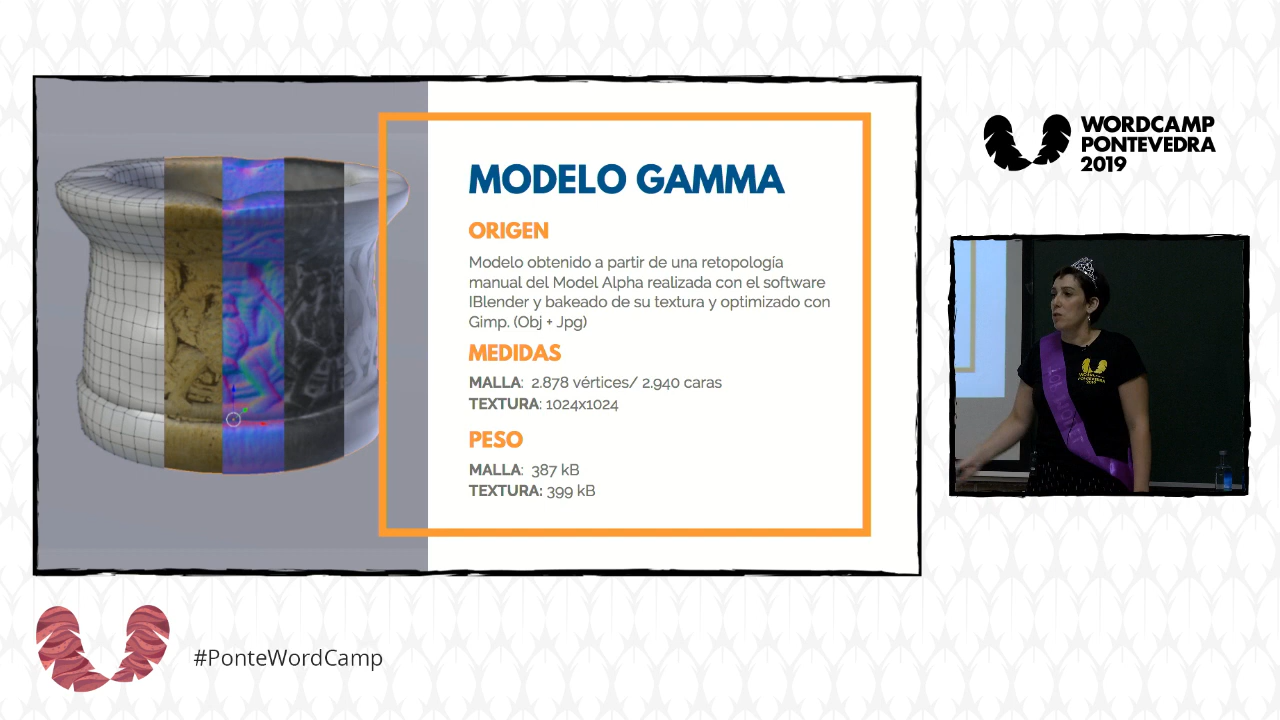 MODELO GAMMA
ORIGEN
Modelo obtenido a partir de una retopología
manual del Model Alpha realizada con el software
IBlender y bakeado de su textura y optimizado con
Gimp. (Obj + Jpg)
MEDIDAS
MALLA: 2.878 vértices/ 2.940 caras
TEXTURA: 1024x1024
PESO
MALLA: 387 kB
TEXTURA: 399 kB
WORDCAMP
PONTEVEDRA
2019
#PonteWordCamp